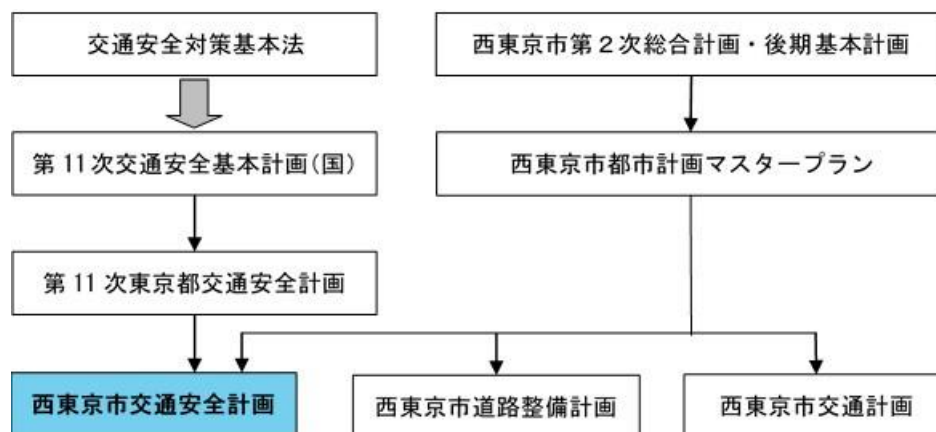 交通安全対策基本法
西東京市第２次総合計画・後期基本計画
第 11 次交通安全基本計画(国)
西東京市都市計画マスタープラン
第 11 次東京都交通安全計画
西東京市交通安全計画
西東京市道路整備計画
西東京市交通計画